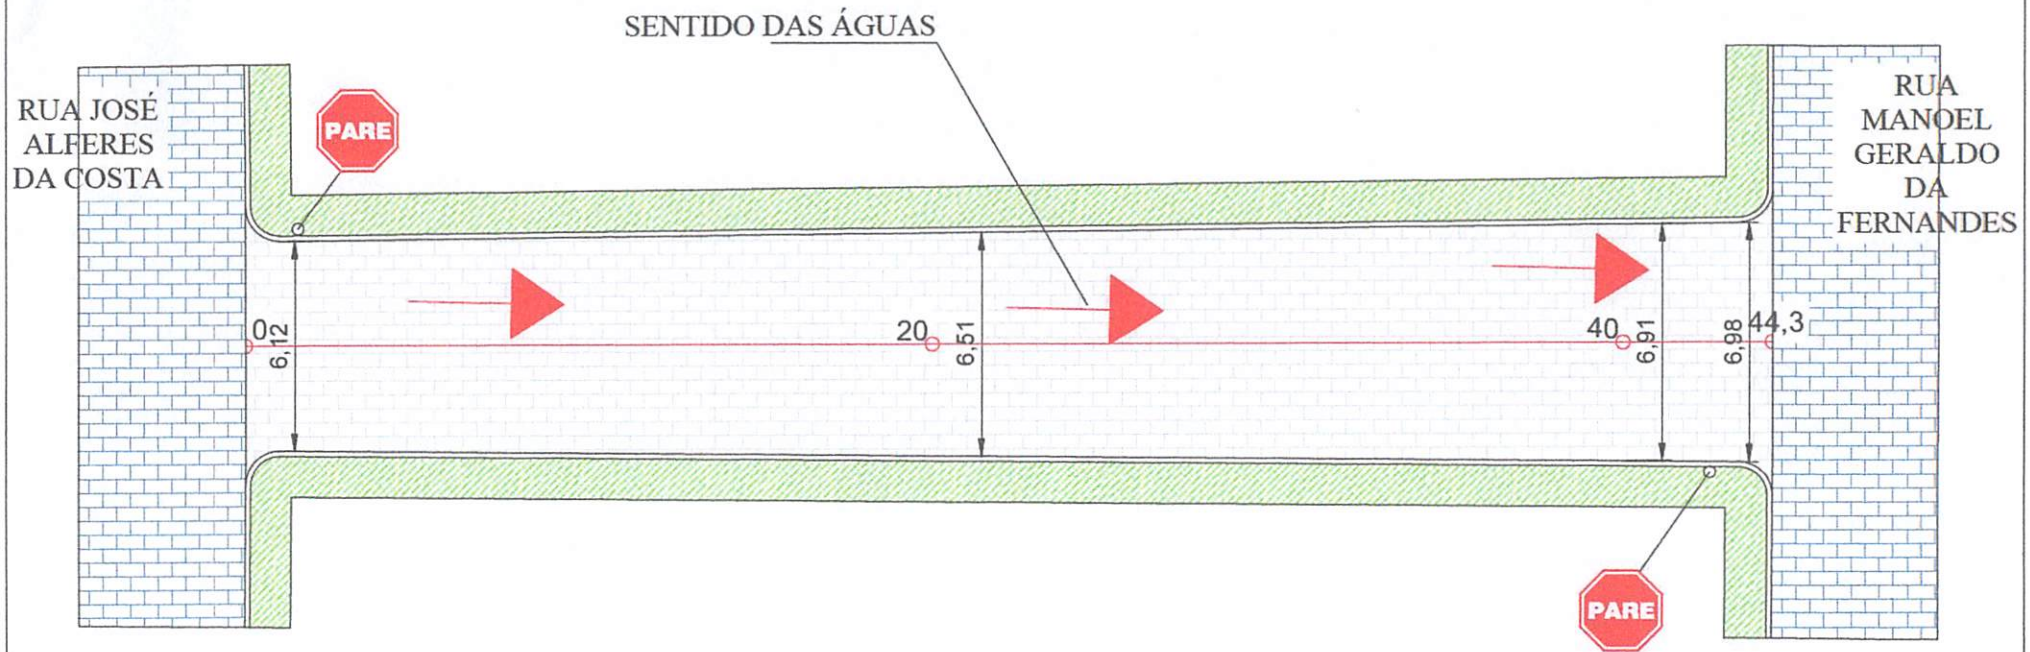 SENTIDO DAS ÁGUAS
RUA JOSÉ
ALFERES
DA COSTA
PARE
RUA
MANOEL
GERALDO
DA
FERNANDES
0
6,12
20
6,51
40
6,91
6,98
44,3
PARE